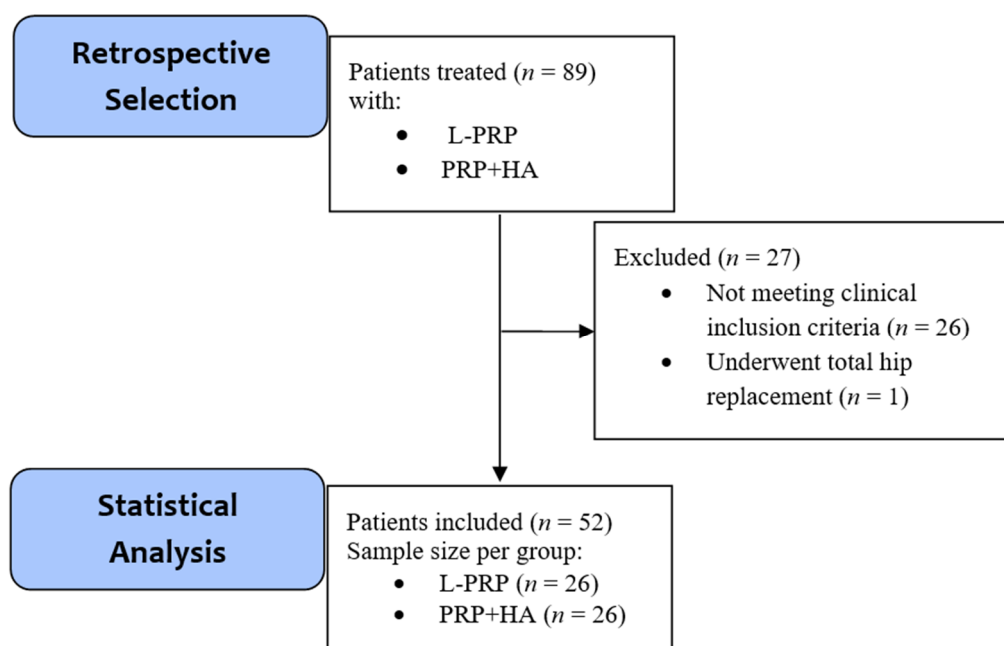 Retrospective
Selection
Patients treated (n = 89)
with:
• L-PRP
• PRP+HA
Excluded (n = 27)
• Not meeting clinical
inclusion criteria (n = 26)
• Underwent total hip
replacement (n = 1)
Statistical
Analysis
Patients included (n = 52)
Sample size per group:
• L-PRP (n = 26)
• PRP+HA (n = 26)